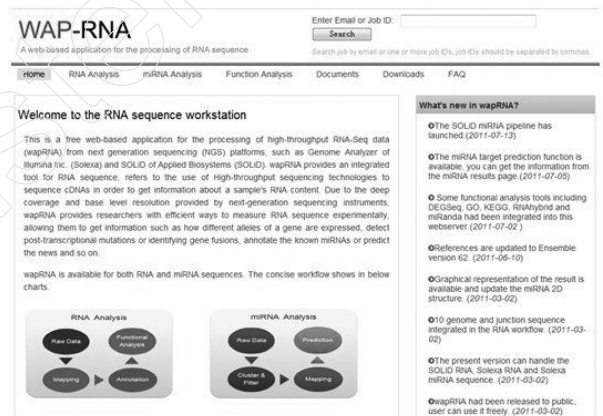 WAP-RNA
A web-based application for the processing of RNA sequence
Enter Email or Job ID:
Search
Search job by email or one or more job IDs, job IDs should be separated by commas.
Home RNA Analysis miRNA Analysis Function Analysis Documents Downloads FAQ
Welcome to the RNA sequence workstation
This is a free web-based application for the processing of high-throughput RNA-Seq data
(wapRNA) from next generation sequencing (NGS) platforms, such as Genome Analyzer of
Illumina Inc. (Solexa) and SOLiD of Applied Biosystems (SOLiD). wapRNA provides an integrated
tool for RNA sequence, refers to the use of High-throughput sequencing technologies to
sequence cDNAs in order to get information about a sample's RNA content. Due to the deep
coverage and base level resolution provided by next-generation sequencing instruments,
wapRNA provides researchers with efficient ways to measure RNA sequence experimentally,
allowing them to get information such as how different alleles of a gene are expressed, detect
post-transcriptional mutations or identifying gene fusions, annotate the known miRNAs or predict
the news and so on.
wapRNA is available for both RNA and miRNA sequences. The concise workflow shows in below
charts.
RNA Analysis
Raw Data
Functional
Analysis
Mapping
Annotation
miRNA Analysis
Raw Data
Prediction
Cluster &
Filter
Mapping
What's new in wapRNA?
The SOLiD miRNA pipeline has
launched.(2011-07-13)
The miRNA target prediction function is
available, you can get the information from
the miRNA results page.(2011-07-05)
Some functional analysis tools including
DEGSeq, GO, KEGG, RNAhybrid and
miRanda had been integrated into this
webserver.(2011-07-02 )
References are updated to Ensemble
version 62. (2011-06-10)
Graphical representation of the result is
available and update the miRNA 2D
structure. (2011-03-02)
10 genome and junction sequence
integrated in the RNA workflow. (2011-03-
02)
The present version can handle the
SOLiD RNA, Solexa RNA and Solexa
miRNA sequence. (2011-03-02)
wapRNA had been released to public,
user can use it freely. (2011-03-02)